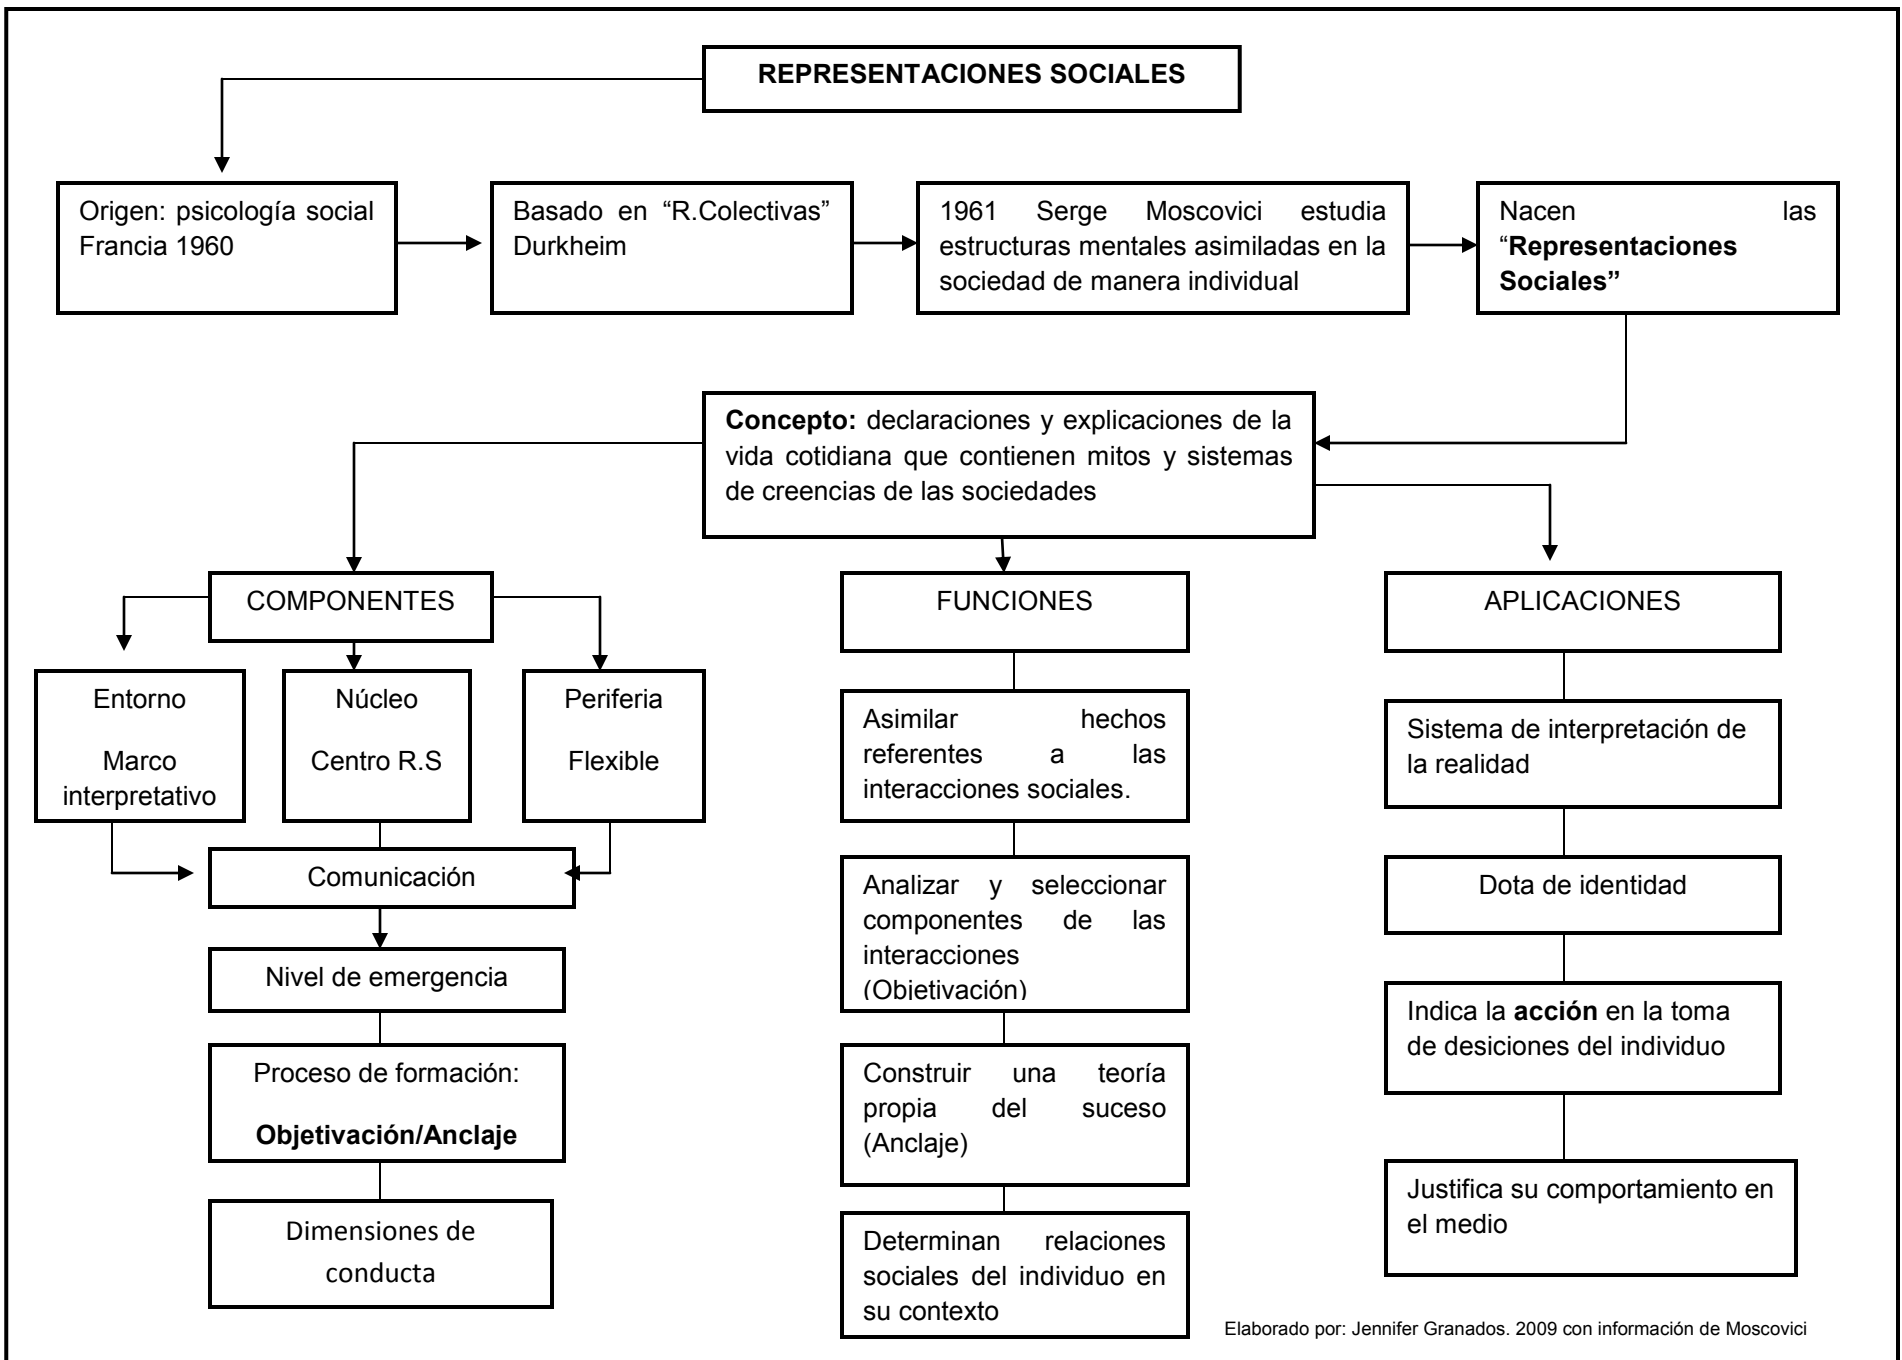 REPRESENTACIONES SOCIALES
Origen: psicología social
Francia 1960
Basado en “R.Colectivas”
Durkheim
1961 Serge Moscovici estudia
estructuras mentales asimiladas en la
sociedad de manera individual
Nacen las
“Representaciones
Sociales”
Concepto: declaraciones y explicaciones de la
vida cotidiana que contienen mitos y sistemas
de creencias de las sociedades
COMPONENTES
Entorno
Marco
interpretativo
Núcleo
Centro R.S
Periferia
Flexible
Comunicación
Nivel de emergencia
Proceso de formación:
Objetivación/Anclaje
Dimensiones de
conducta
FUNCIONES
Asimilar hechos
referentes a las
interacciones sociales.
Analizar y seleccionar
componentes de las
interacciones
(Objetivación)
Construir una teoría
propia del suceso
(Anclaje)
Determinan relaciones
sociales del individuo en
su contexto
APLICACIONES
Sistema de interpretación de
la realidad
Dota de identidad
Indica la acción en la toma
de desiciones del individuo
Justifica su comportamiento en
el medio
Elaborado por: Jennifer Granados. 2009 con información de Moscovici